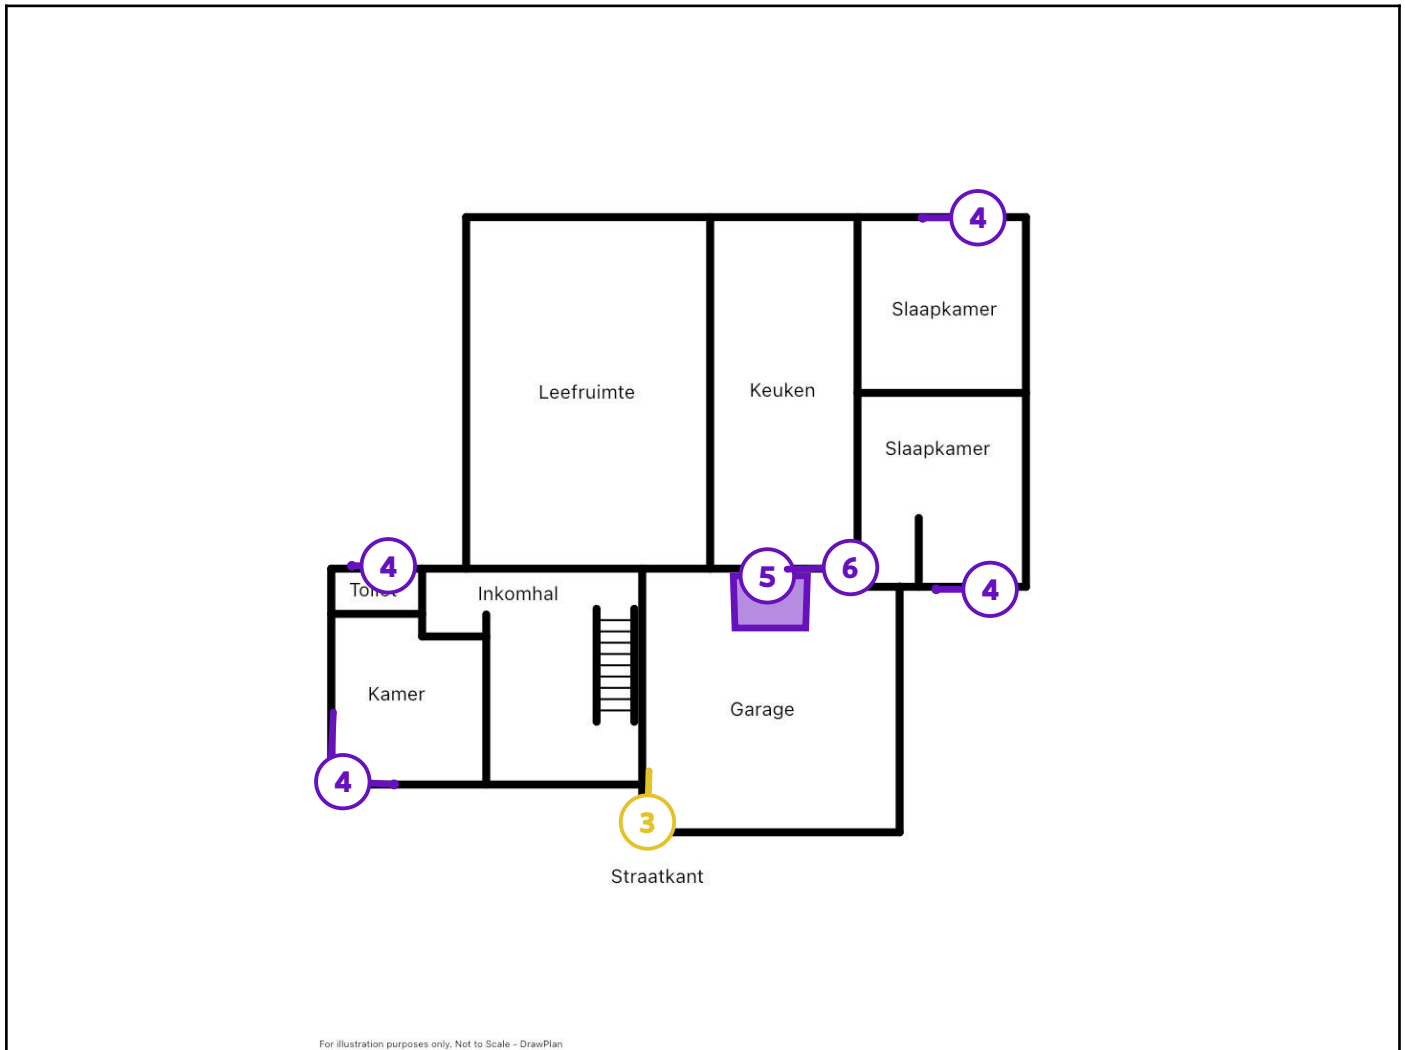 4
Slaapkamer
Leefruimte
Keuken
Slaapkamer
4
5
6
Toilet
Inkomhal
4
Kamer
Garage
4
3
Straatkant
For illustration purposes only, Not to Scale - DrawPlan